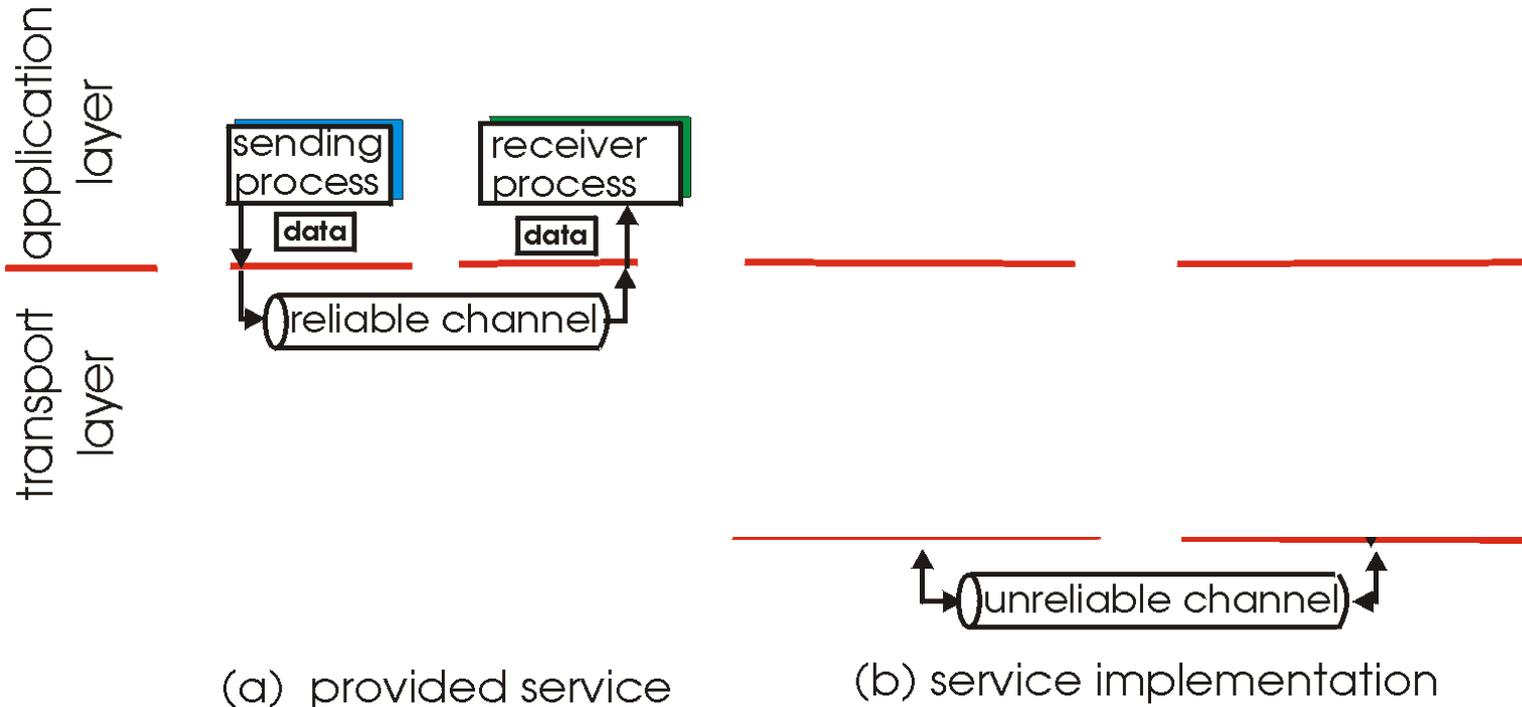 application
layer
transport
layer
sending
process
receiver
process
data
data
reliable channel
unreliable channel
(a) provided service
(b) service implementation